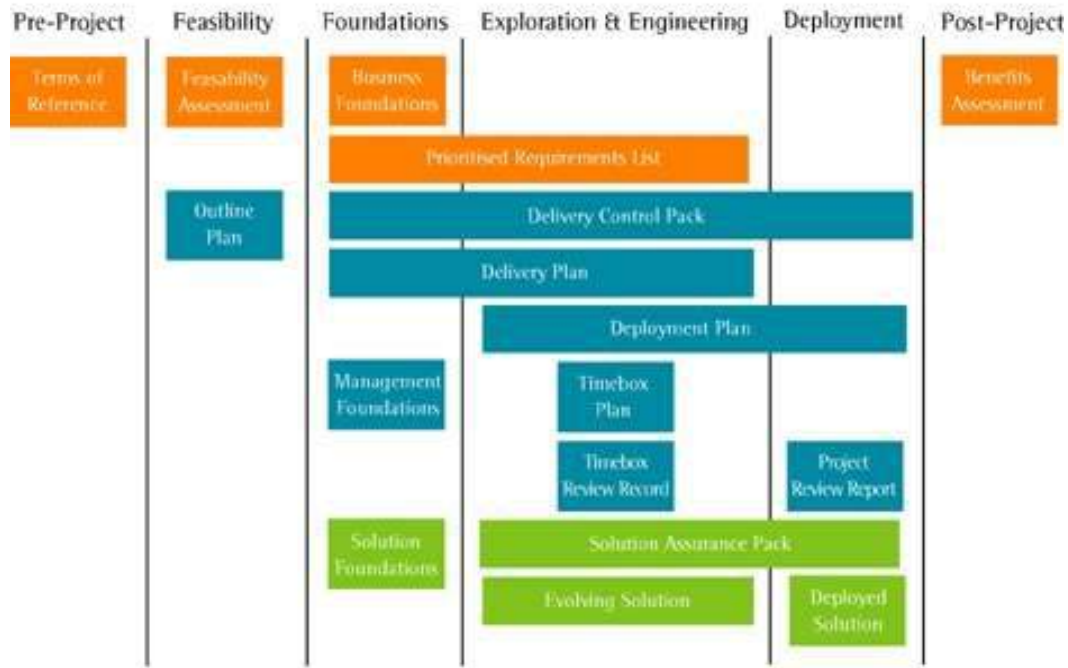 Pre-Project
Feasibility
Foundations
Exploration & Engineering
Deployment
Post-Project
Terms of
Reference
Feasability
Assessment
Business
Foundations
Benefits
Assessment
Prioritised Requirements List
Outline
Plan
Delivery Control Pack
Delivery Plan
Deployment Plan
Management
Foundations
Timebox
Plan
Timebox
Review Record
Project
Review Report
Solution
Foundations
Solution Assurance Pack
Evolving Solution
Deployed
Solution